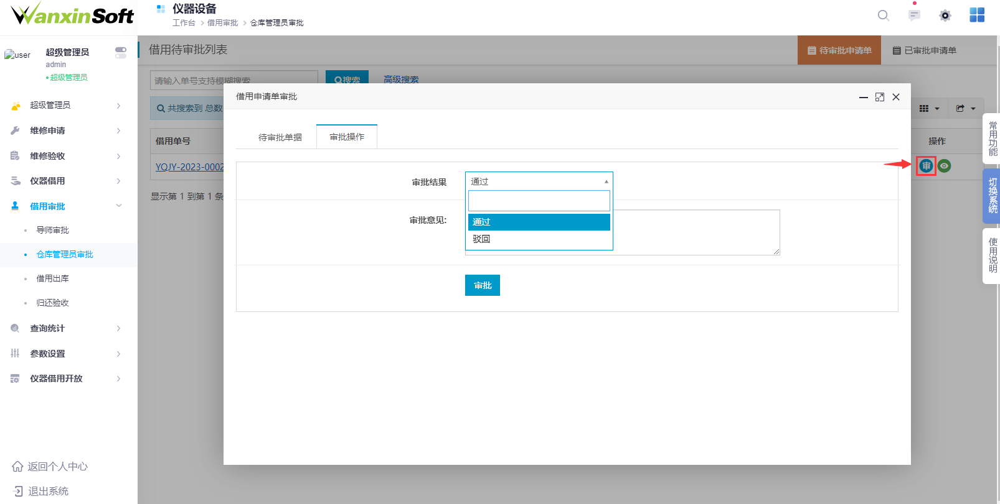 WanxinSoft
仪器设备
工作台 > 借用审批 > 仓库管理员审批
user
超级管理员
admin
超级管理员
超级管理员
维修申请
维修验收
仪器借用
借用审批
导师审批
仓库管理员审批
借用出库
归还验收
查询统计
参数设置
仪器借用开放
返回个人中心
退出系统
借用待审批列表
待审批申请单
已审批申请单
请输入单号支持模糊搜索
搜索
高级搜索
共搜索到 总数
借用单号
操作
YQJY-2023-0002
审
显示第 1 到第 1 条
借用申请单审批
待审批单据
审批操作
审批结果
通过
通过
驳回
审批意见:
审批
常用功能
切换系统
使用说明